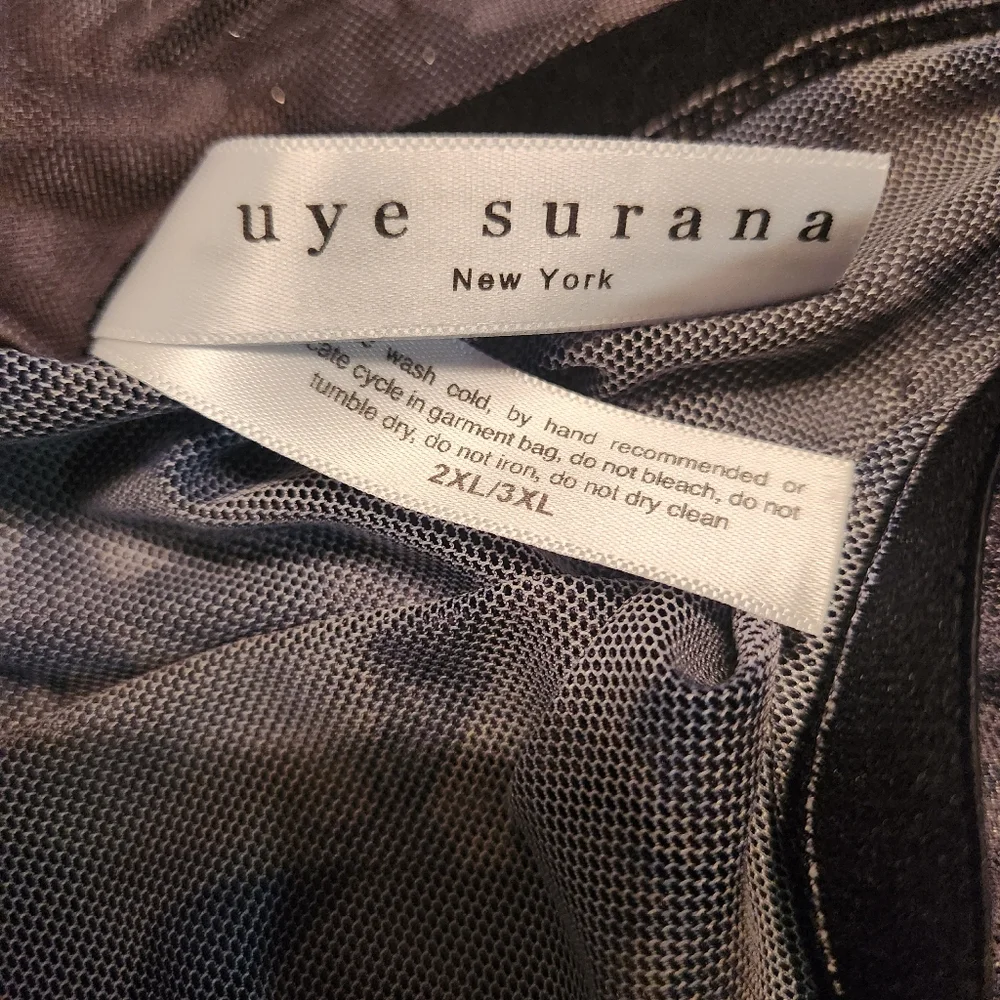 uye surana
New York
wash cold, by hand recommended or
cycle in garment bag, do not bleach, do not
tumble dry, do not iron, do not dry clean
2XL/3XL